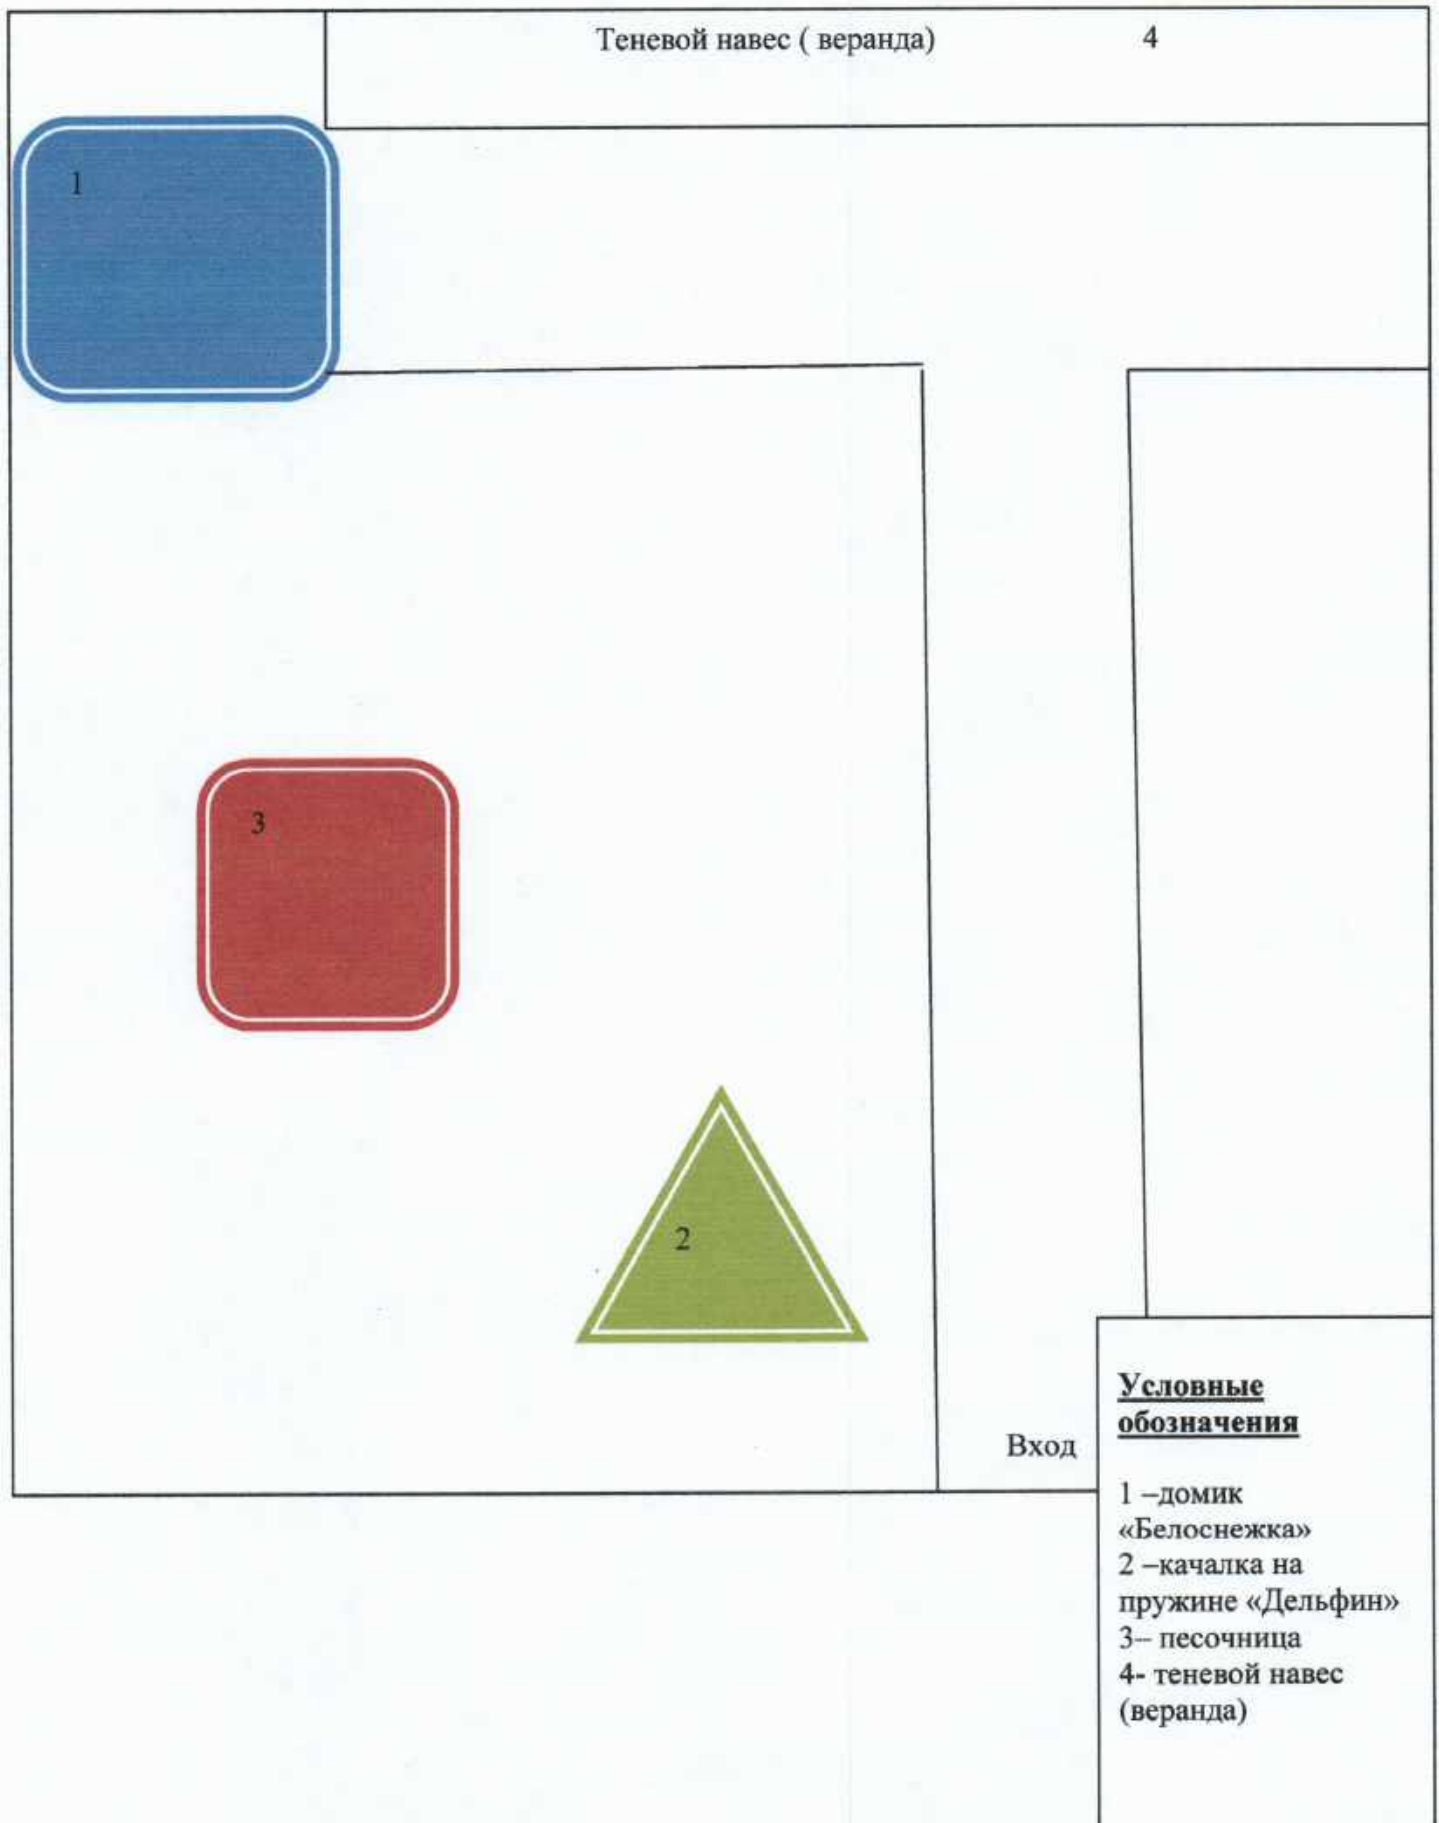 Теневой навес ( веранда) 4
1
3
2
Вход
Условные
обозначения
1 –домик
«Белоснежка»
2 –качалка на
пружине «Дельфин»
3– песочница
4- теневой навес
(веранда)